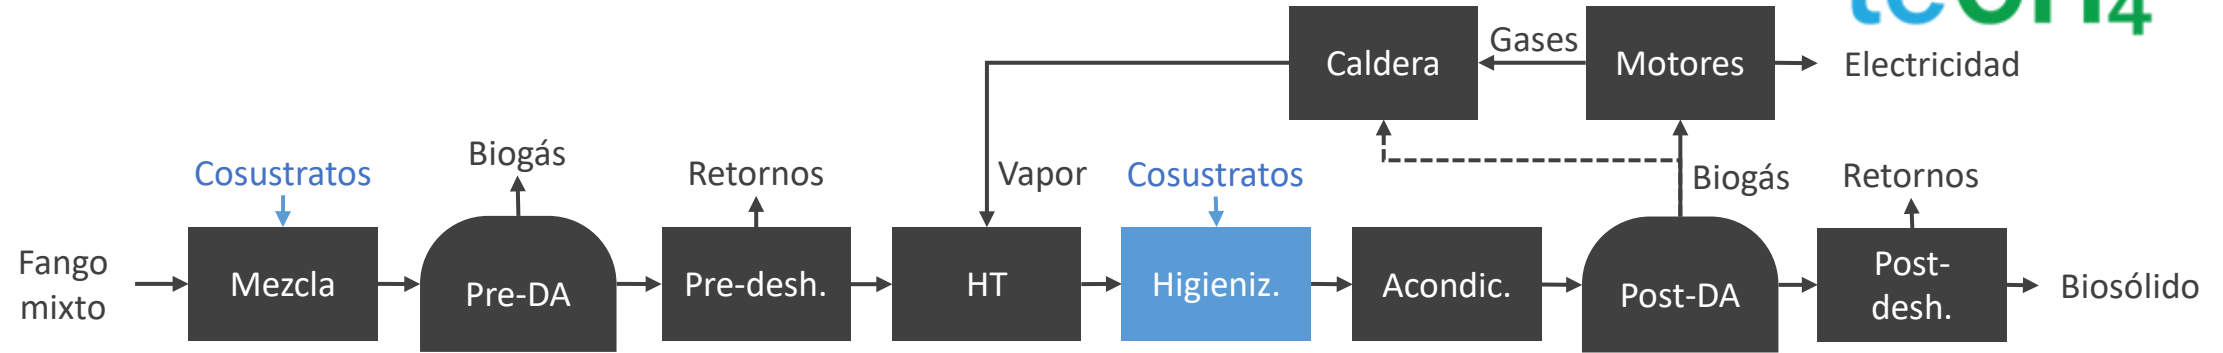 teCH4
Caldera
Gases
Motores
Electricidad
Biogás
Cosustratos
Retornos
Vapor
Cosustratos
Biogás
Retornos
Fango
mixto
Mezcla
Pre-DA
Pre-desh.
HT
Higieniz.
Acondic.
Post-DA
Post-
desh.
Biosólido